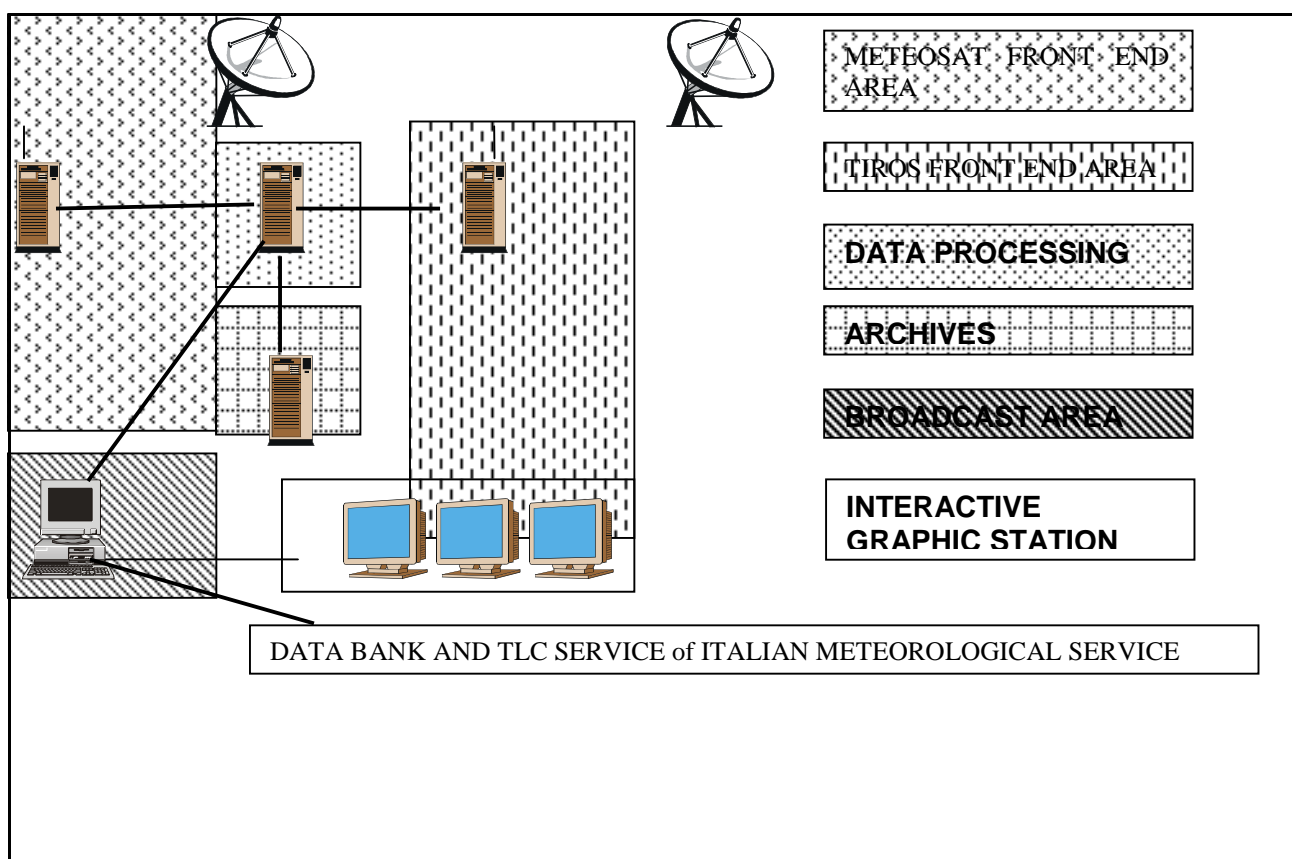 METEOSAT FRONT END
AREA
TIROS FRONT END AREA
DATA PROCESSING
ARCHIVES
BROADCAST AREA
INTERACTIVE
GRAPHIC STATION
DATA BANK AND TLC SERVICE of ITALIAN METEOROLOGICAL SERVICE